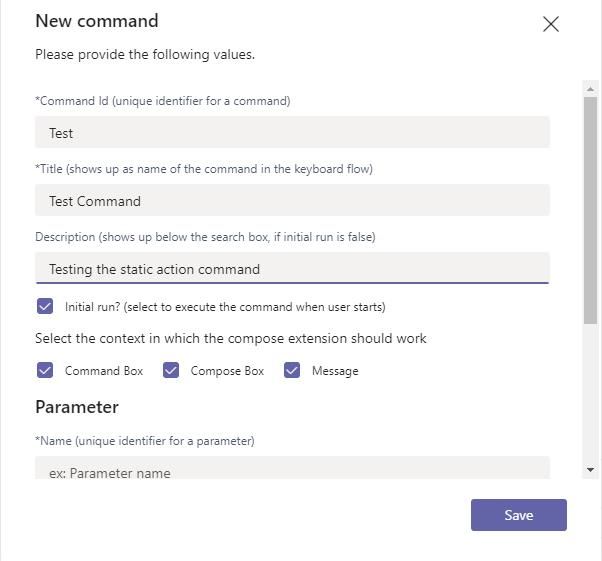 New command
Please provide the following values.
*Command Id (unique identifier for a command)
Test
*Title (shows up as name of the command in the keyboard flow)
Test Command
Description (shows up below the search box, if initial run is false)
Testing the static action command
Initial run? (select to execute the command when user starts)
Select the context in which the compose extension should work
Command Box Compose Box Message
Parameter
*Name (unique identifier for a parameter)
ex: Parameter name
Save